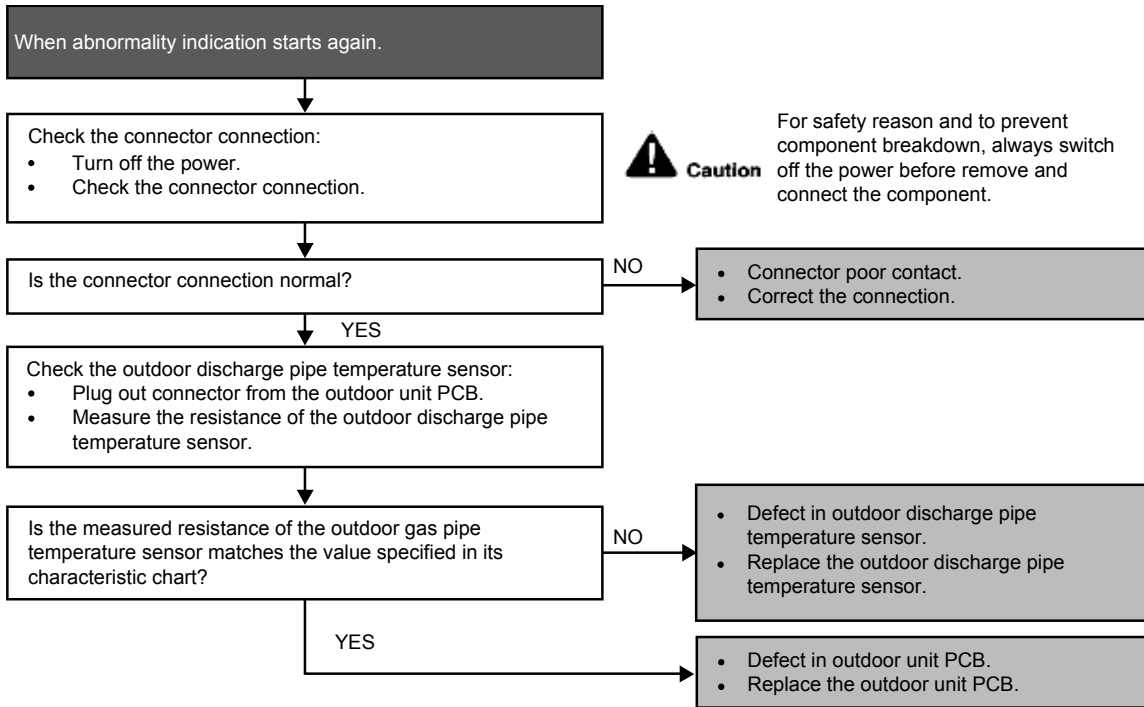 When abnormality indication starts again.
Check the connector connection:
• Turn off the power.
• Check the connector connection.
For safety reason and to prevent
component breakdown, always switch
Caution off the power before remove and
connect the component.
Is the connector connection normal?
NO
• Connector poor contact.
• Correct the connection.
YES
Check the outdoor discharge pipe temperature sensor:
• Plug out connector from the outdoor unit PCB.
• Measure the resistance of the outdoor discharge pipe
temperature sensor.
Is the measured resistance of the outdoor gas pipe
temperature sensor matches the value specified in its
characteristic chart?
NO
• Defect in outdoor discharge pipe
temperature sensor.
• Replace the outdoor discharge pipe
temperature sensor.
YES
• Defect in outdoor unit PCB.
• Replace the outdoor unit PCB.